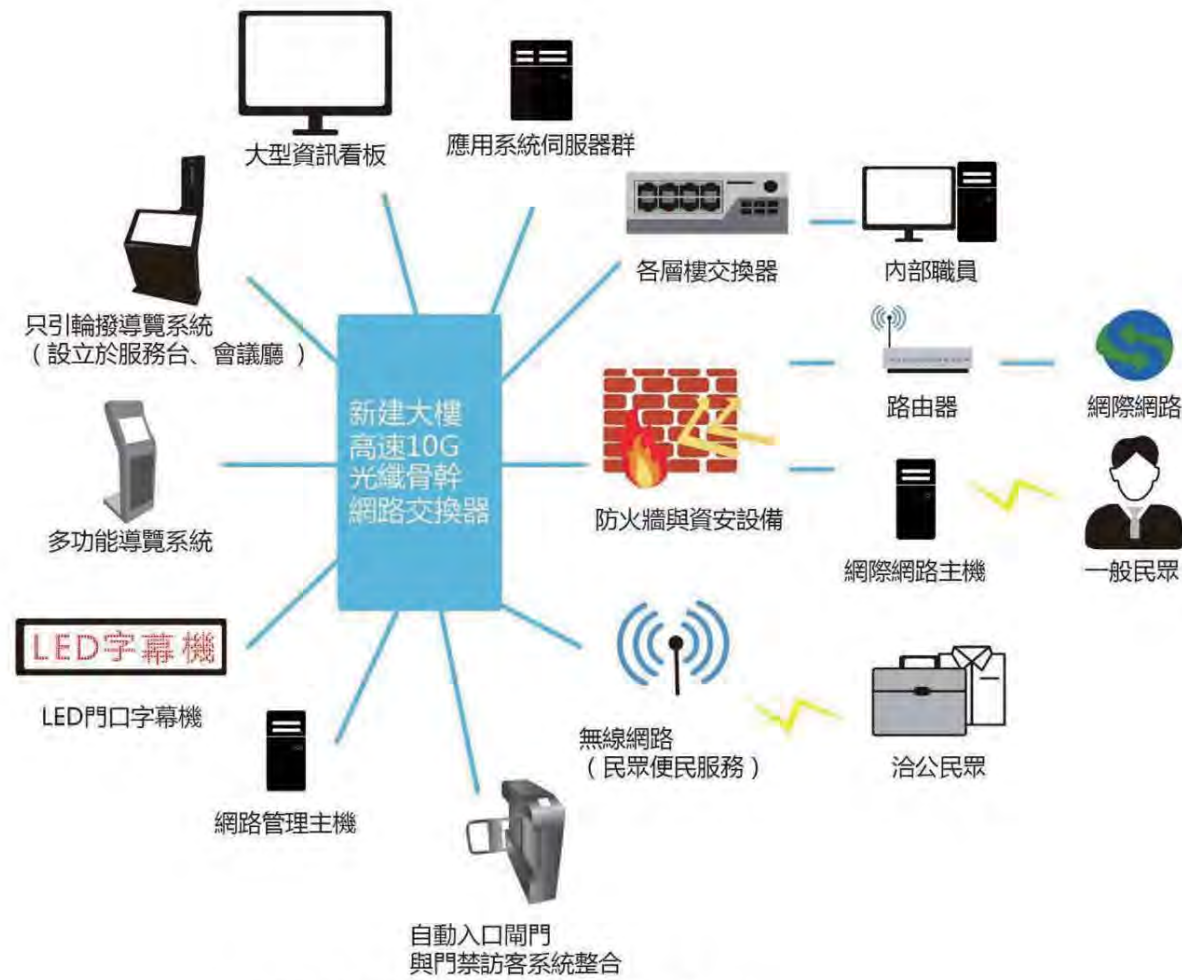 大型資訊看板
應用系統伺服器群
各層樓交換器
內部職員
只引輪撥導覽系統
（設立於服務台、會議廳 ）
新建大樓
高速10G
光纖骨幹
網路交換器
路由器
網際網路
多功能導覽系統
防火牆與資安設備
網際網路主機
一般民眾
LED字幕機
LED門口字幕機
無線網路
（民眾便民服務）
洽公民眾
網路管理主機
自動入口閘門
與門禁訪客系統整合